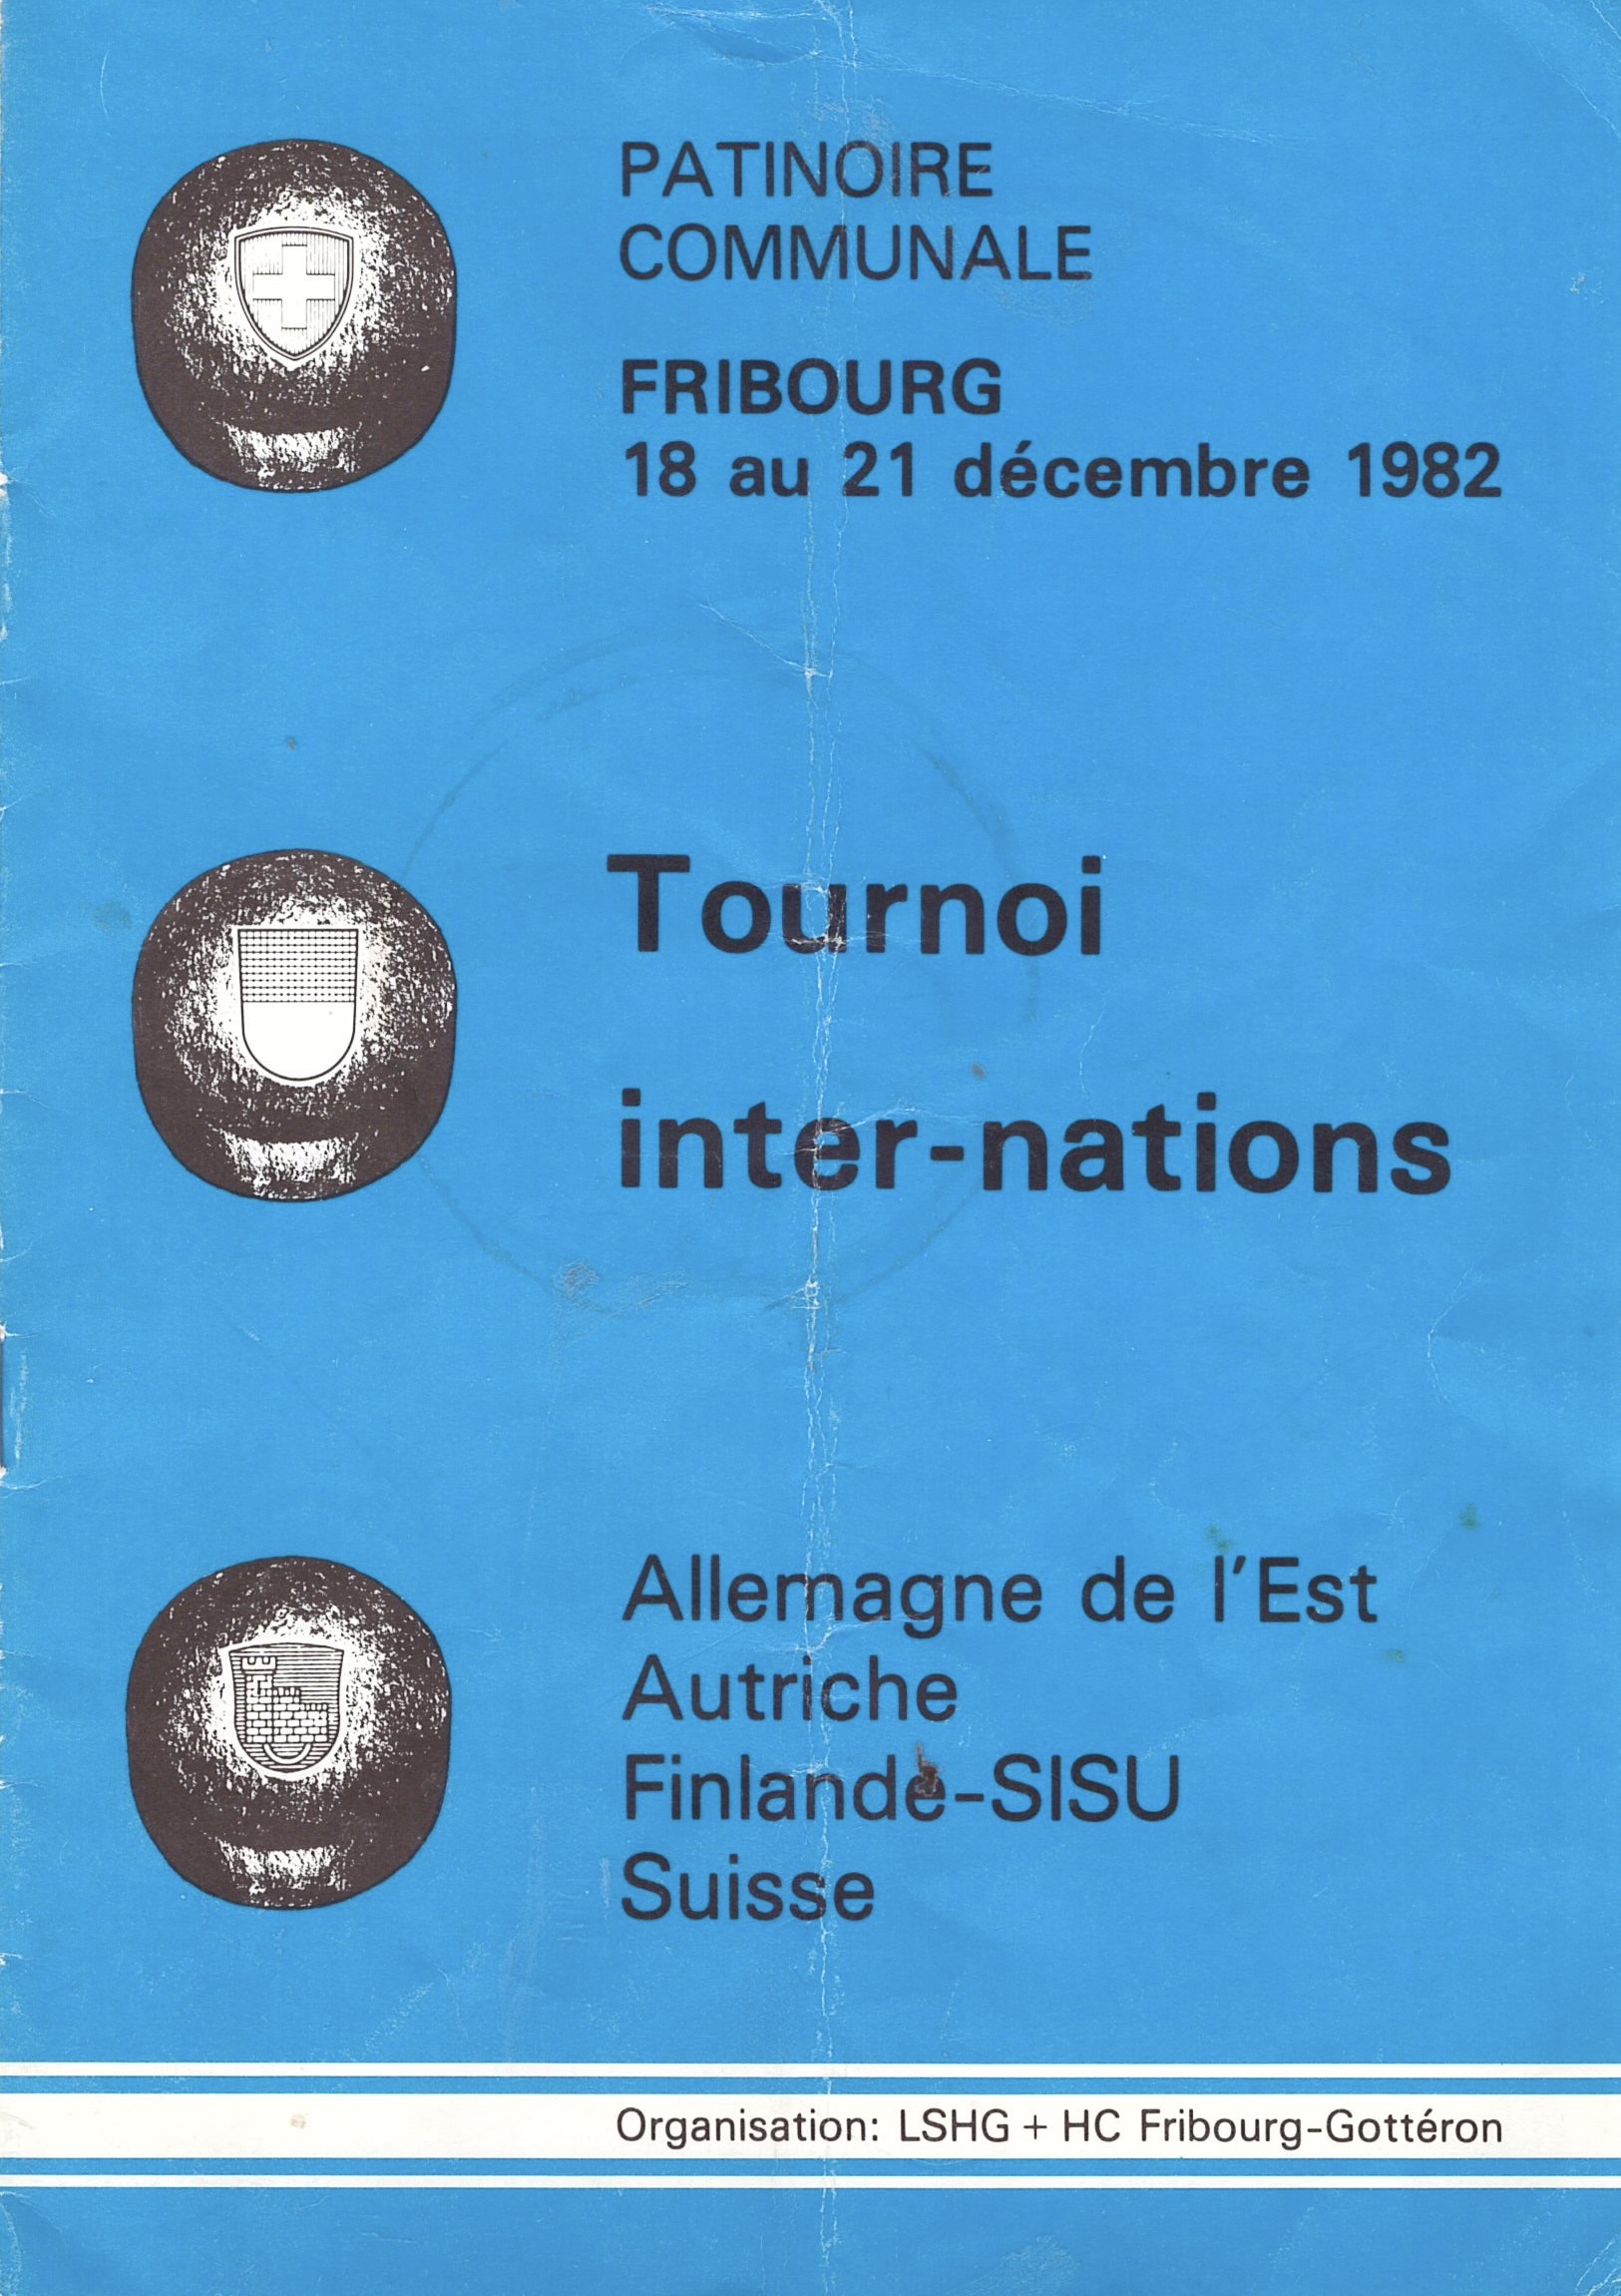 PATINOIRE
COMMUNALE
FRIBOURG
18 au 21 décembre 1982
Tournoi
inter-nations
Allemagne de l'Est
Autriche
Finlande-SISU
Suisse
Organisation: LSHG + HC Fribourg-Gottéron